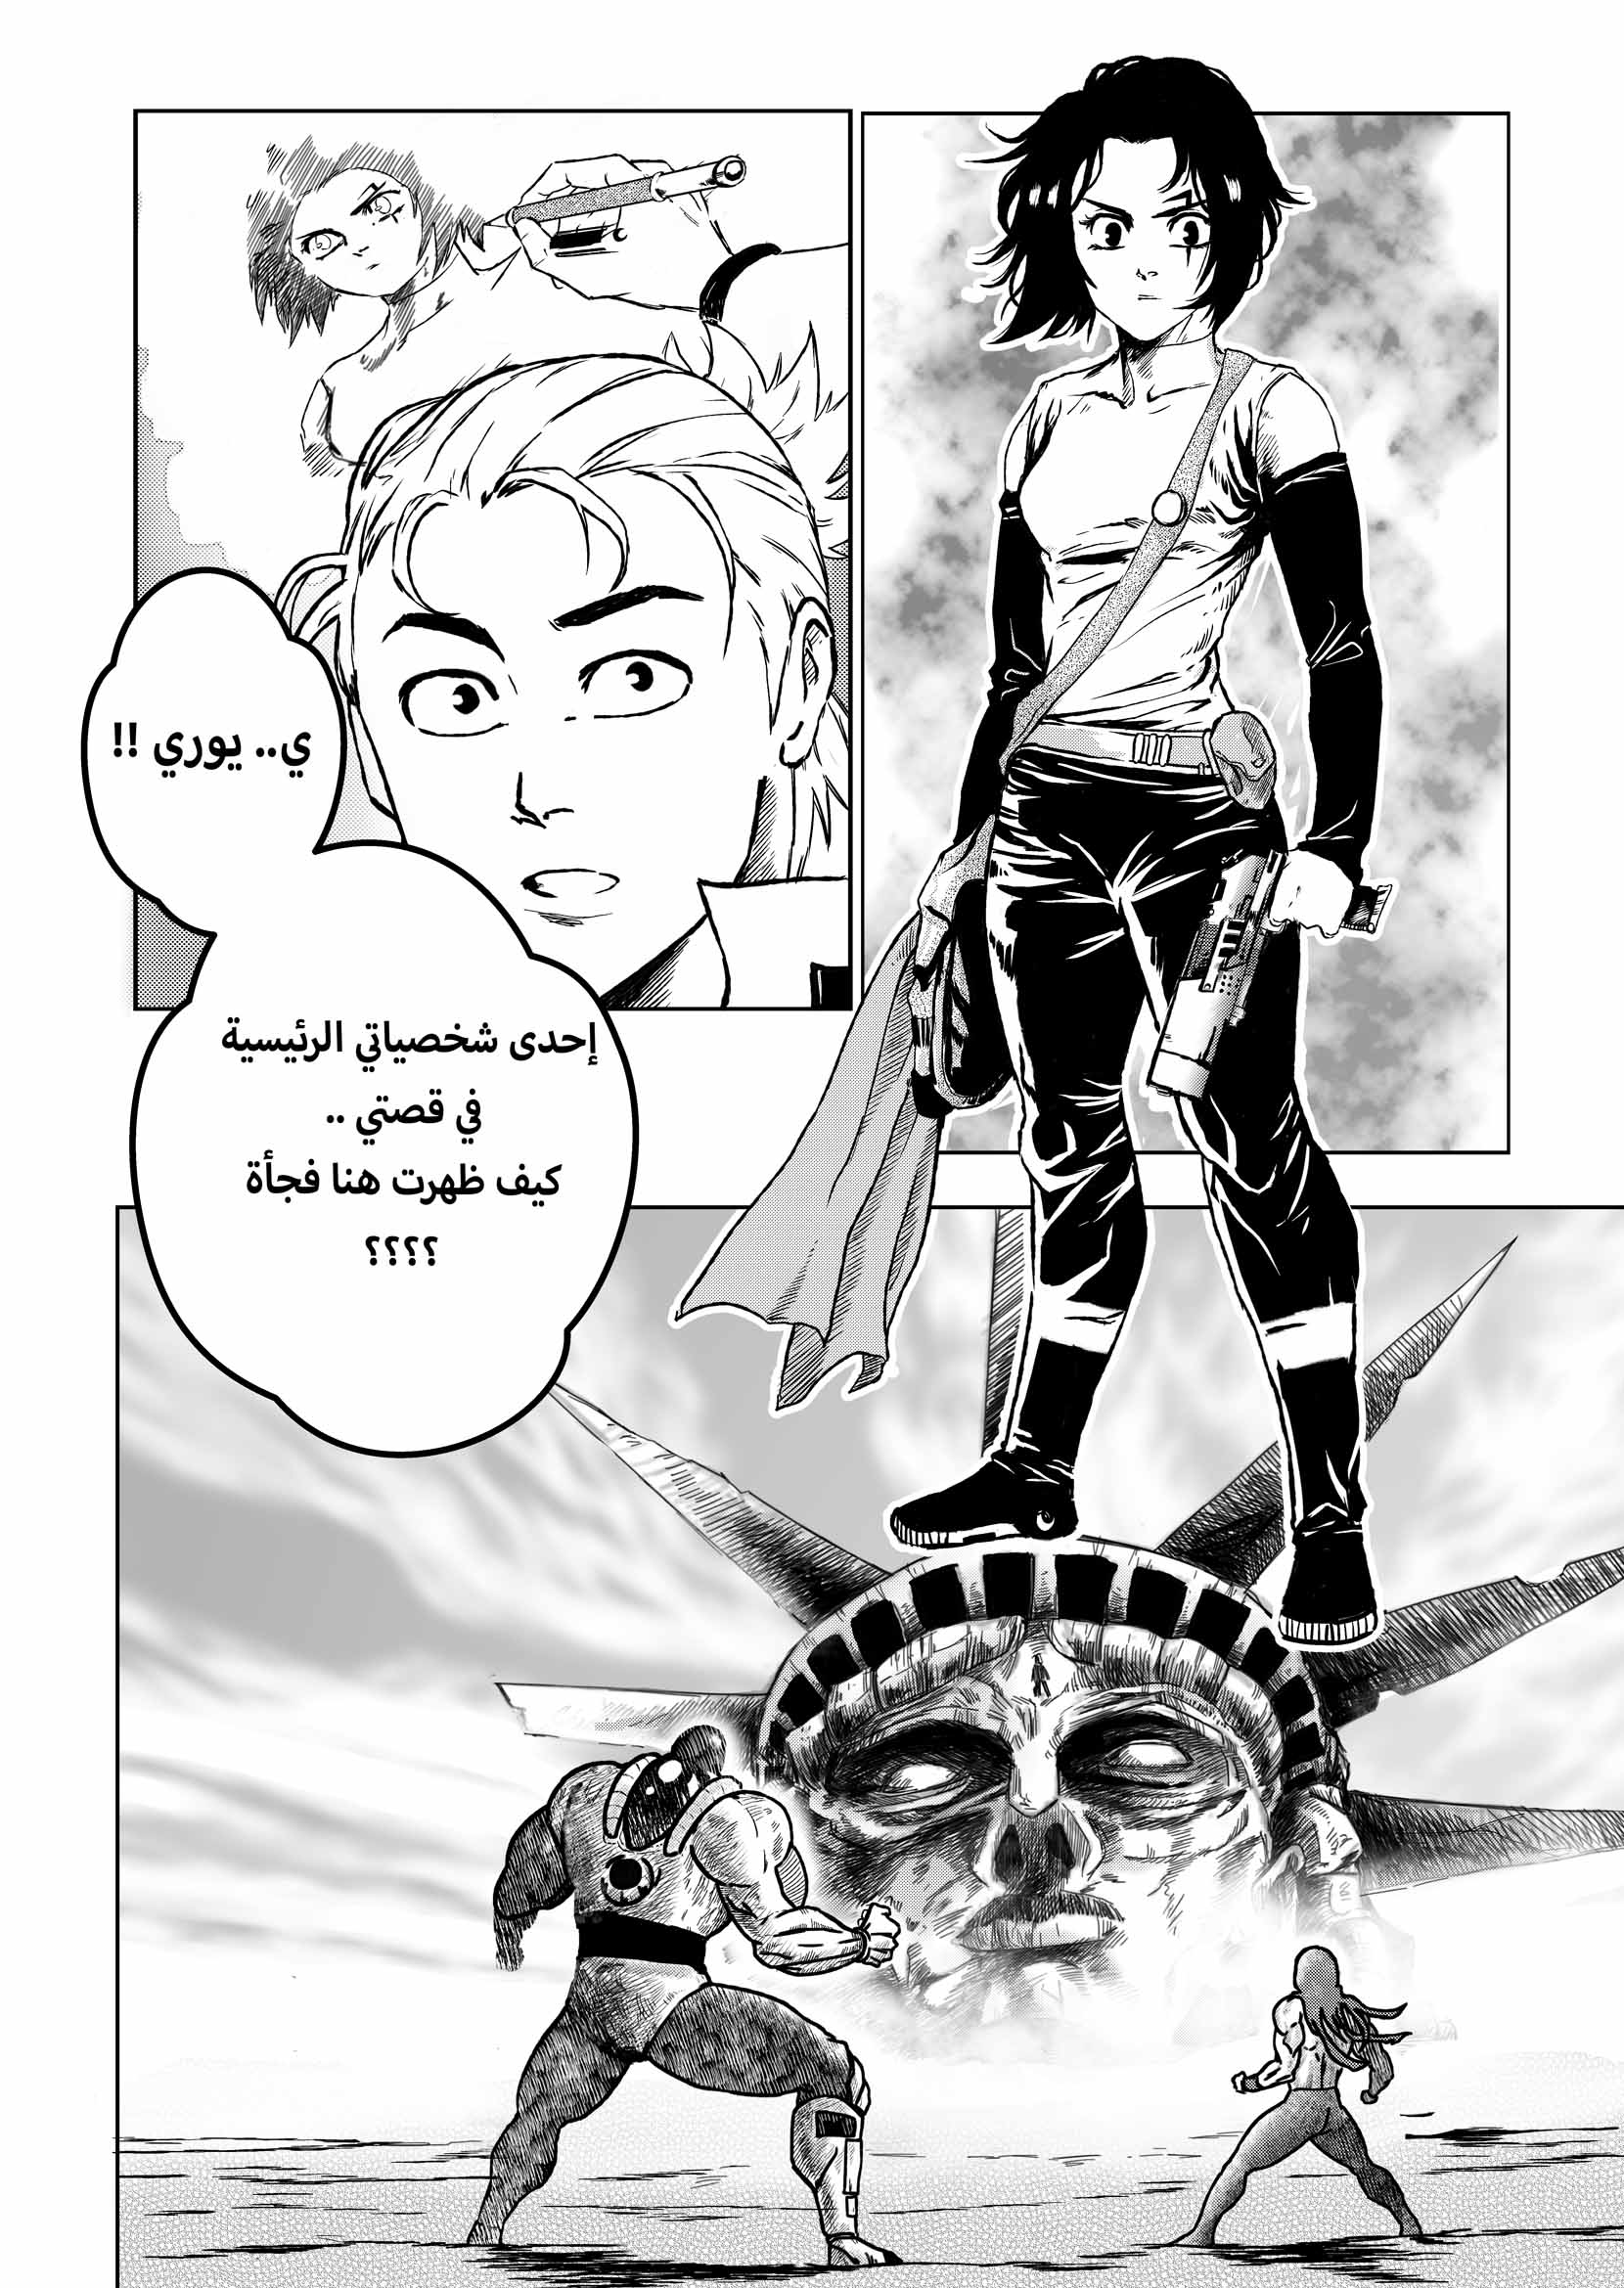 ي.. يوري !!
إحدى شخصياتي الرئيسية
في قصتي ..
كيف ظهرت هنا فجأة
؟؟؟؟